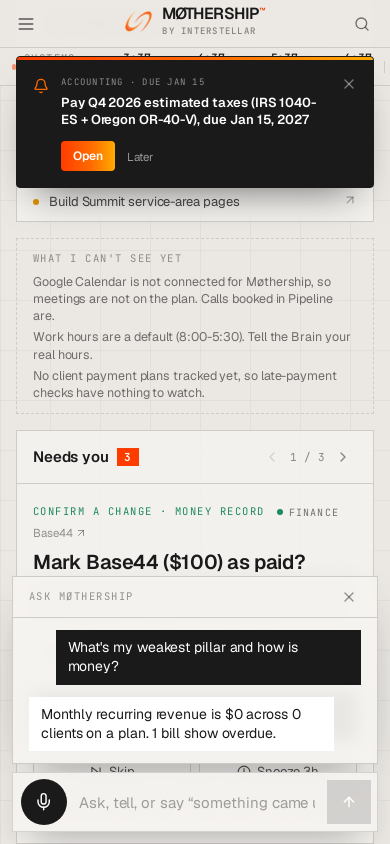 MØTHERSHIP™
BY INTERSTELLAR
ACCOUNTING · DUE JAN 15
Pay Q4 2026 estimated taxes (IRS 1040-
ES + Oregon OR-40-V), due Jan 15, 2027
Open
Later
Build Summit service-area pages
WHAT I CAN'T SEE YET
Google Calendar is not connected for Møthership, so
meetings are not on the plan. Calls booked in Pipeline
are.
Work hours are a default (8:00-5:30). Tell the Brain your
real hours.
No client payment plans tracked yet, so late-payment
checks have nothing to watch.
Needs you 3
1 / 3
CONFIRM A CHANGE · MONEY RECORD
FINANCE
Base44
Mark Base44 ($100) as paid?
ASK MØTHERSHIP
What's my weakest pillar and how is
money?
Monthly recurring revenue is $0 across 0
clients on a plan. 1 bill show overdue.
Skip
Snooze 3h
Ask, tell, or say “something came u